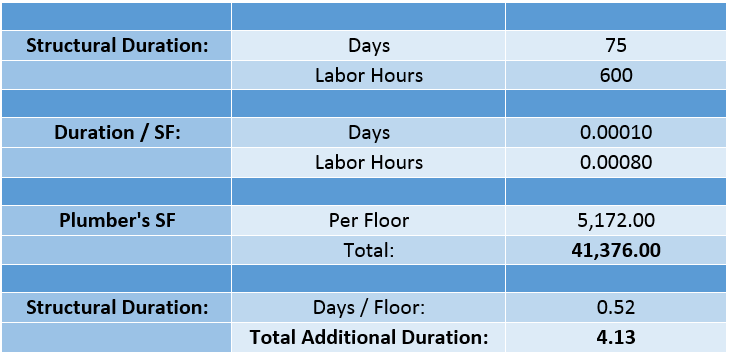 Structural Duration: Days 75
Labor Hours 600
Duration / SF: Days 0.00010
Labor Hours 0.00080
Plumber's SF Per Floor 5,172.00
Total: 41,376.00
Structural Duration: Days / Floor: 0.52
Total Additional Duration: 4.13